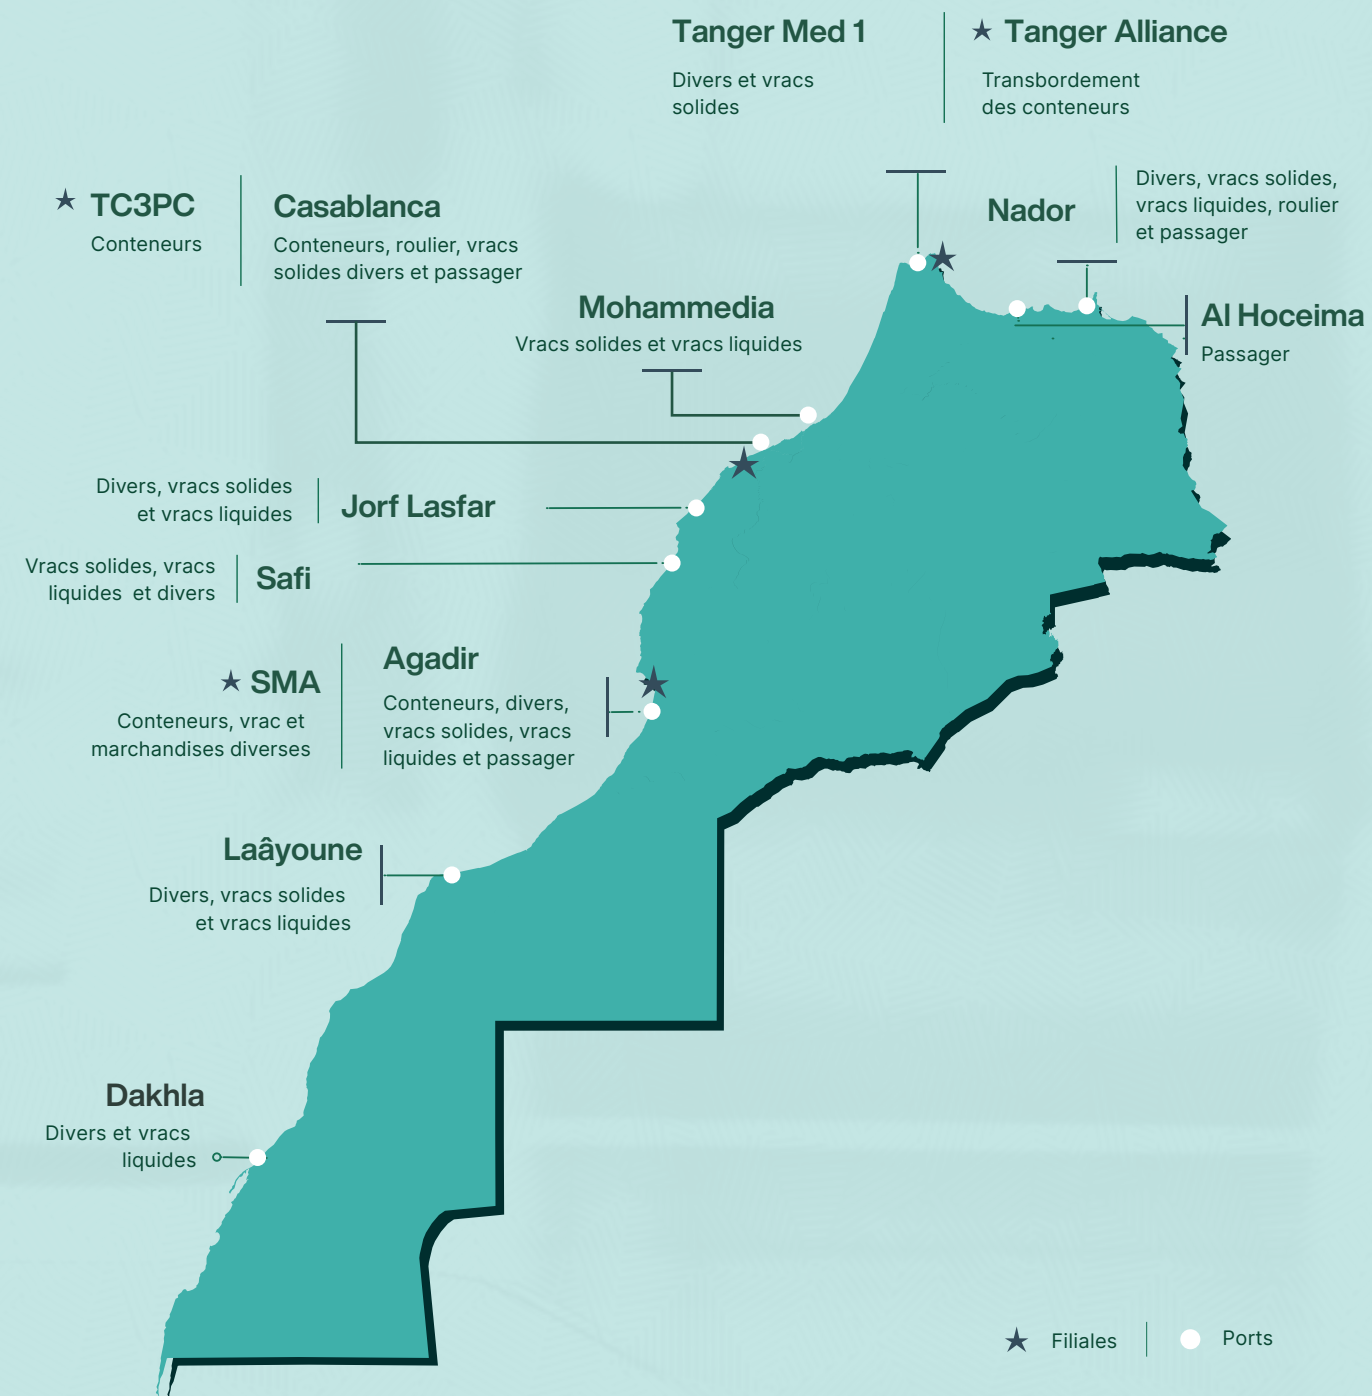 Tanger Med 1
Divers et vracs
solides
Tanger Alliance
Transbordement
des conteneurs
TC3PC
Conteneurs
Casablanca
Conteneurs, roulier, vracs
solides divers et passager
Nador
Divers, vracs solides,
vracs liquides, roulier
et passager
Mohammedia
Vracs solides et vracs liquides
Al Hoceima
Passager
Divers, vracs solides
et vracs liquides
Jorf Lasfar
Vracs solides, vracs
liquides et divers
Safi
SMA
Conteneurs, vrac et
marchandises diverses
Agadir
Conteneurs, divers,
vracs solides, vracs
liquides et passager
Laâyoune
Divers, vracs solides
et vracs liquides
Dakhla
Divers et vracs
liquides
Filiales
Ports